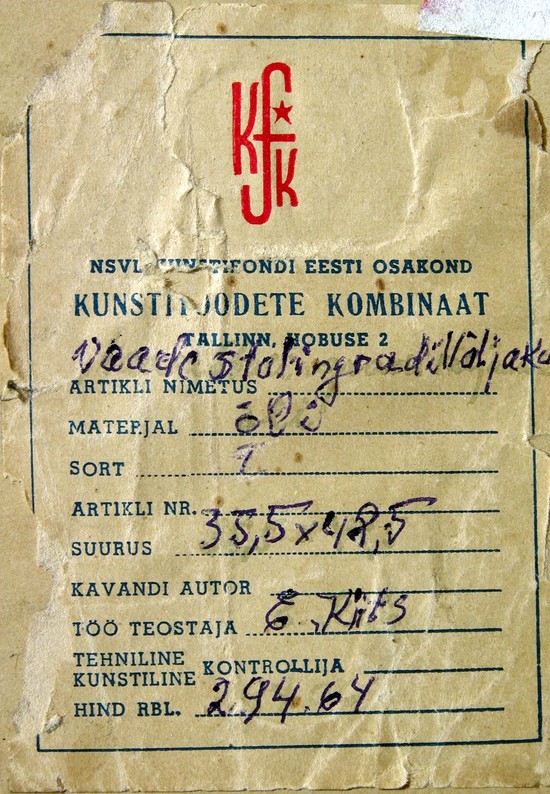 KFK
NSVL KUNSTIFONDI EESTI OSAKOND
KUNSTITOODETE KOMBINAAT
TALLINN, HOBUSE 2
Vaade stalingradi Väljaku
ARTIKLI NIMETUS
MATERJAL õli
SORT I
ARTIKLI NR.
SUURUS 35,5x48,5
KAVANDI AUTOR
TÖÖ TEOSTAJA E. Kits
TEHNILINE
KUNSTILINE KONTROLLIJA
HIND RBL. 294.64